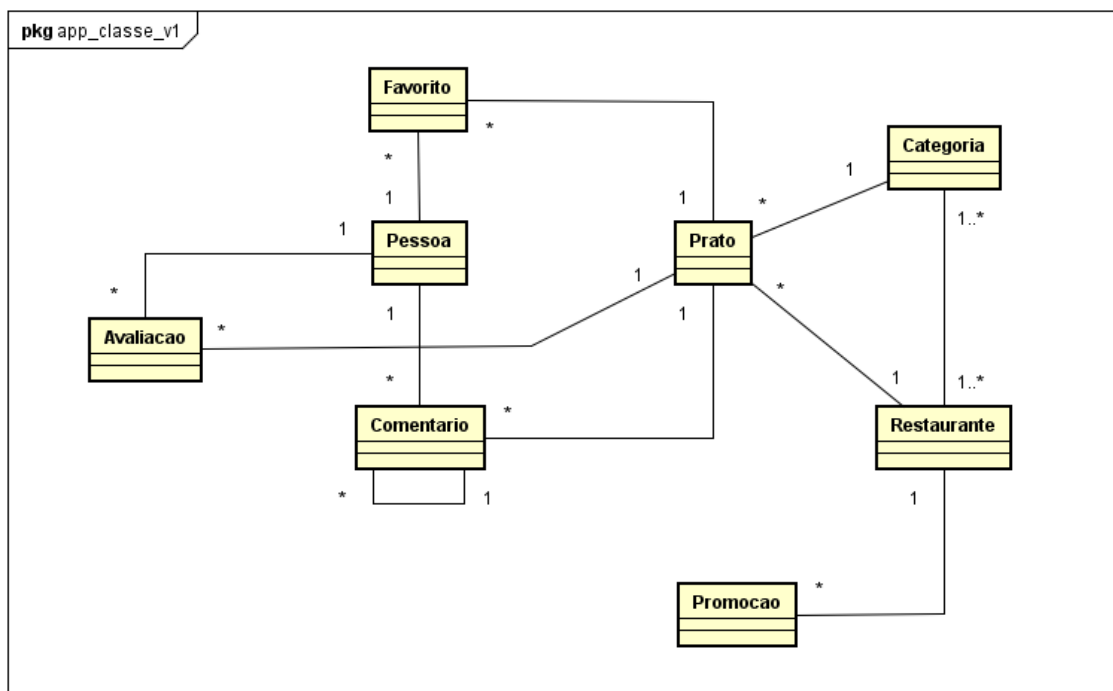 pkg app_classe_v1
Favorito
*
*
Categoria
1
*
1
1
*
1..*
1
Pessoa
Prato
1
*
*
1
1
1
*
Avaliacao
1
*
1..*
*
Comentario
Restaurante
*
1
1
Promocao
*